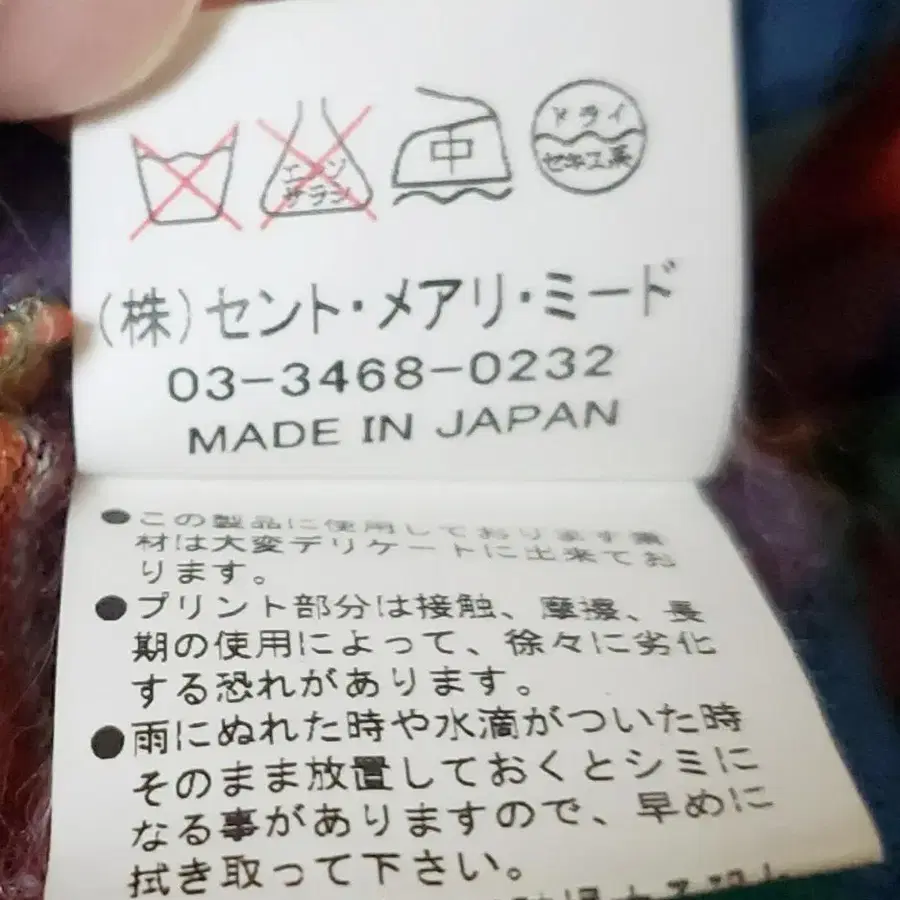 エンソ
サラシ
中
ドライ
セキユ系
(株)セント・メアリ・ミード
03-3468-0232
MADE IN JAPAN
●この製品に使用しております素
材は大変デリケートに出来てお
ります。
●プリント部分は接触、摩擦、長
期の使用によって、徐々に劣化
する恐れがあります。
●雨にぬれた時や水滴がついた時
そのまま放置しておくとシミに
なる事がありますので、早めに
拭き取って下さい。